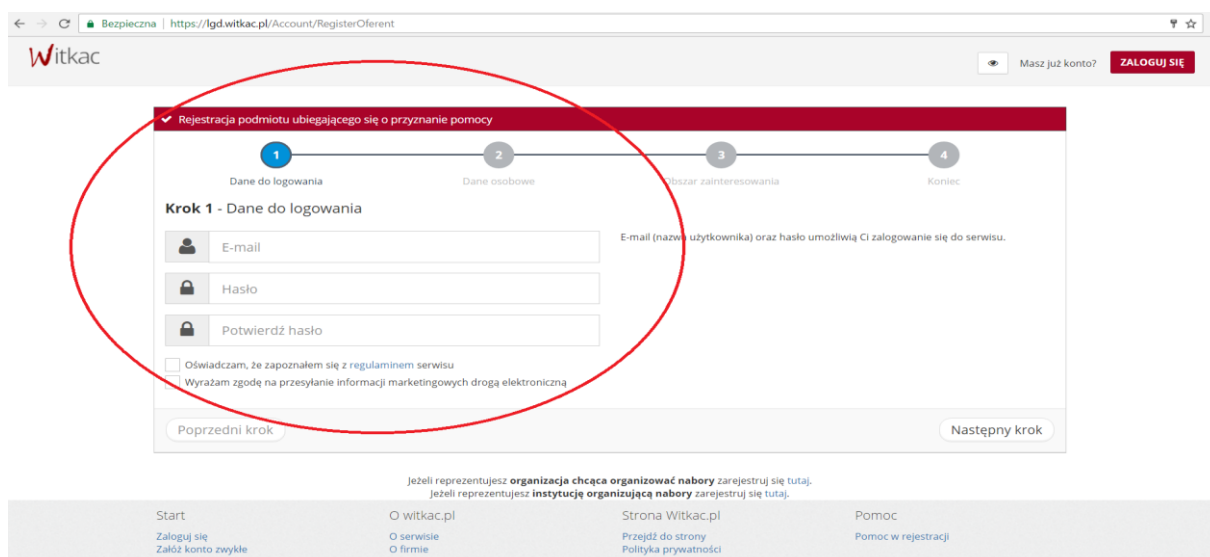 Bezpieczna | https://lgd.witkac.pl/Account/RegisterOferent
Witkac
Masz już konto? ZALOGUJ SIĘ
Rejestracja podmiotu ubiegającego się o przyznanie pomocy
1 2 3 4
Dane do logowania Dane osobowe Obszar zainteresowania Koniec
Krok 1 - Dane do logowania
E-mail (nazwa użytkownika) oraz hasło umożliwią Ci zalogowanie się do serwisu.
E-mail
Hasło
Potwierdź hasło
Oświadczam, że zapoznałem się z regulaminem serwisu
Wyrażam zgodę na przesyłanie informacji marketingowych drogą elektroniczną
Poprzedni krok Następny krok
Jeżeli reprezentujesz organizacja chcąca organizować nabory zarejestruj się tutaj.
Jeżeli reprezentujesz instytucję organizującą nabory zarejestruj się tutaj.
Start O witkac.pl Strona Witkac.pl Pomoc
Zaloguj się O serwisie Przejdź do strony Pomoc w rejestracji
Załóż konto zwykłe O firmie Polityka prywatności